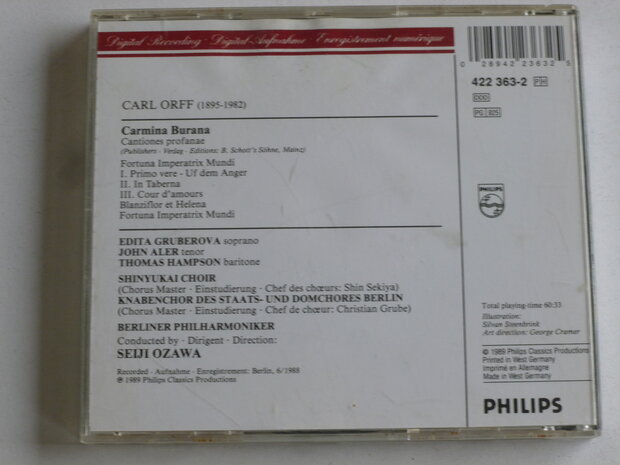 Digital Recording · Digital-Aufnahme · Enregistrement numérique
CARL ORFF (1895-1982)
Carmina Burana
Cantiones profanae
(Publishers - Verlag - Editions: B. Schott's Söhne, Mainz)
Fortuna Imperatrix Mundi
I. Primo vere - Uf dem Anger
II. In Taberna
III. Cour d'amours
Blanziflor et Helena
Fortuna Imperatrix Mundi
EDITA GRUBEROVA soprano
JOHN ALER tenor
THOMAS HAMPSON baritone
SHINYUKAI CHOIR
(Chorus Master · Einstudierung · Chef des chœurs: Shin Sekiya)
KNABENCHOR DES STAATS- UND DOMCHORES BERLIN
(Chorus Master · Einstudierung · Chef de chœur: Christian Grube)
BERLINER PHILHARMONIKER
Conducted by · Dirigent · Direction:
SEIJI OZAWA
Recorded · Aufnahme · Enregistrement: Berlin, 6/1988
℗ 1989 Philips Classics Productions
0 28942 23632 5
422 363-2 PH
DDD
PG 925
PHILIPS
Total playing-time 60:33
Illustration:
Silvan Steenbrink
Art direction: George Cramer
© 1989 Philips Classics Productions
Printed in West Germany
Imprimé en Allemagne
Made in West Germany
PHILIPS